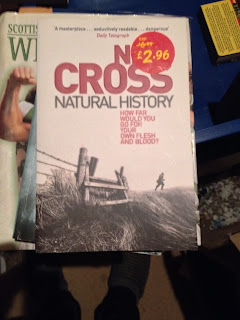 SCOTTIS
W
'A masterpiece . . . seductively readable . . . dangerous'
Daily Telegraph
£2.96
N
CROSS
NATURAL HISTORY
HOW FAR
WOULD YOU
GO FOR
YOUR OWN
FLESH
AND BLOOD?